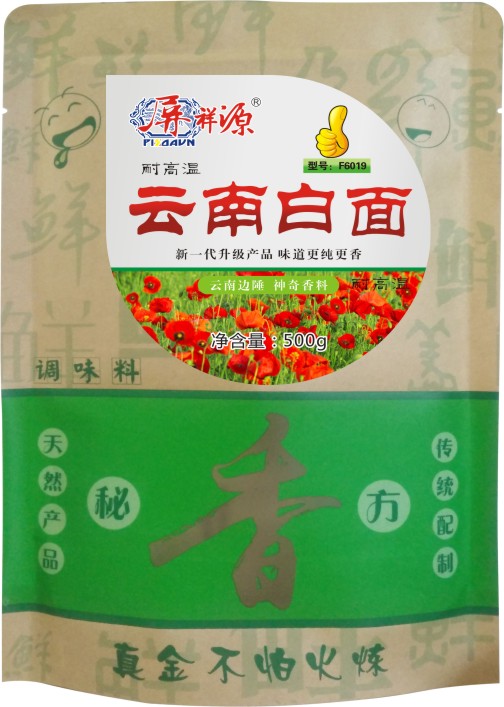 屏祥源®
PIXAAVN
型号：F6019
耐高温
云南白面
新一代升级产品 味道更纯更香
云南边陲 神奇香料
耐高温
净含量：500g
调味料
天然产品
秘
香
方
传统配制
真金不怕火炼